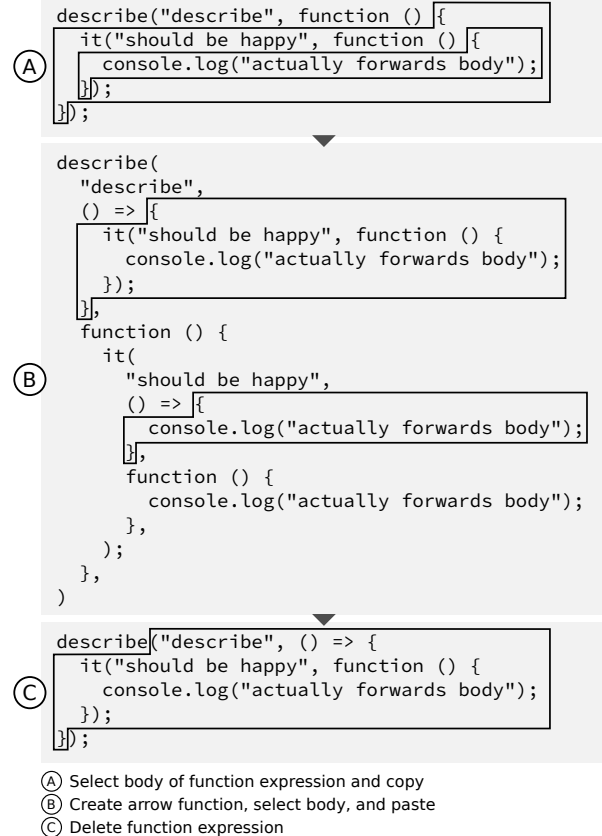 describe("describe", function () {
  it("should be happy", function () {
A
    console.log("actually forwards body");
  });
});
describe(
  "describe",
  () => {
    it("should be happy", function () {
      console.log("actually forwards body");
    });
  },
  function () {
    it(
B
      "should be happy",
      () => {
        console.log("actually forwards body");
      },
      function () {
        console.log("actually forwards body");
      },
    );
  },
)
describe("describe", () => {
  it("should be happy", function () {
C
    console.log("actually forwards body");
  });
});
A Select body of function expression and copy
B Create arrow function, select body, and paste
C Delete function expression